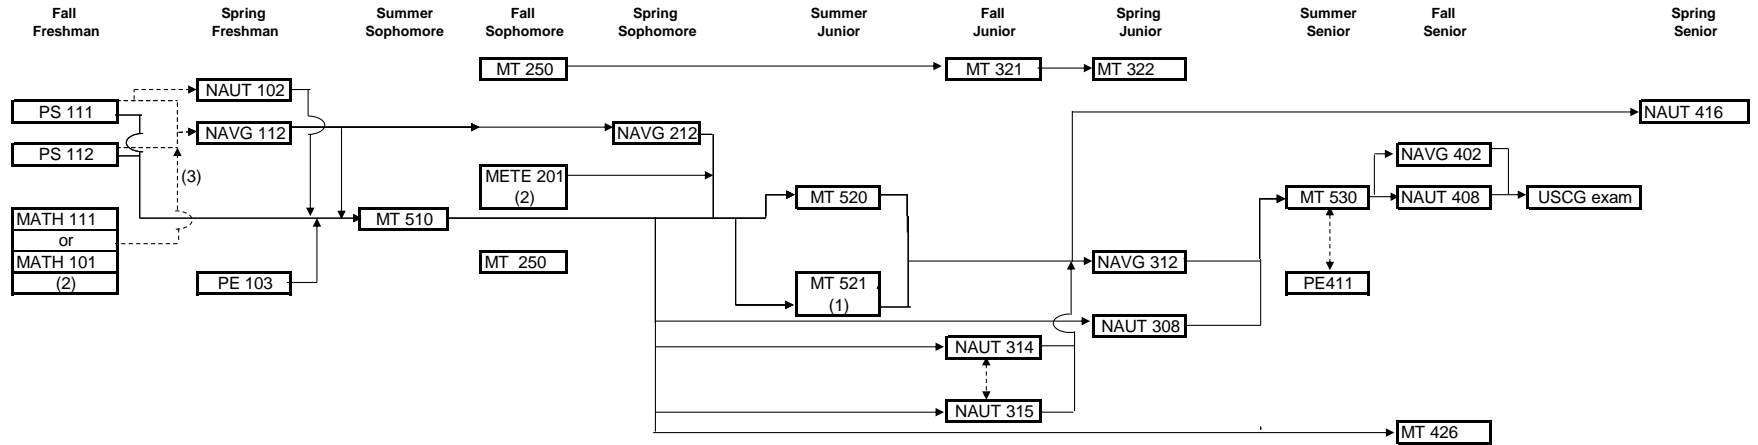 Fall Spring Summer Fall Spring Summer Fall Spring Summer Fall Spring
Freshman Freshman Sophomore Sophomore Sophomore Junior Junior Junior Senior Senior Senior
MT 250 MT 321 MT 322
NAUT 102
PS 111 NAUT 416
NAVG 112 NAVG 212
PS 112 NAVG 402
(3) METE 201
(2)
MT 520 MT 530 NAUT 408 USCG exam
MATH 111 MT 510
or
MATH 101 MT 250 NAVG 312
(2) PE 103 MT 521 PE411
(1)
NAUT 308
NAUT 314
NAUT 315
MT 426